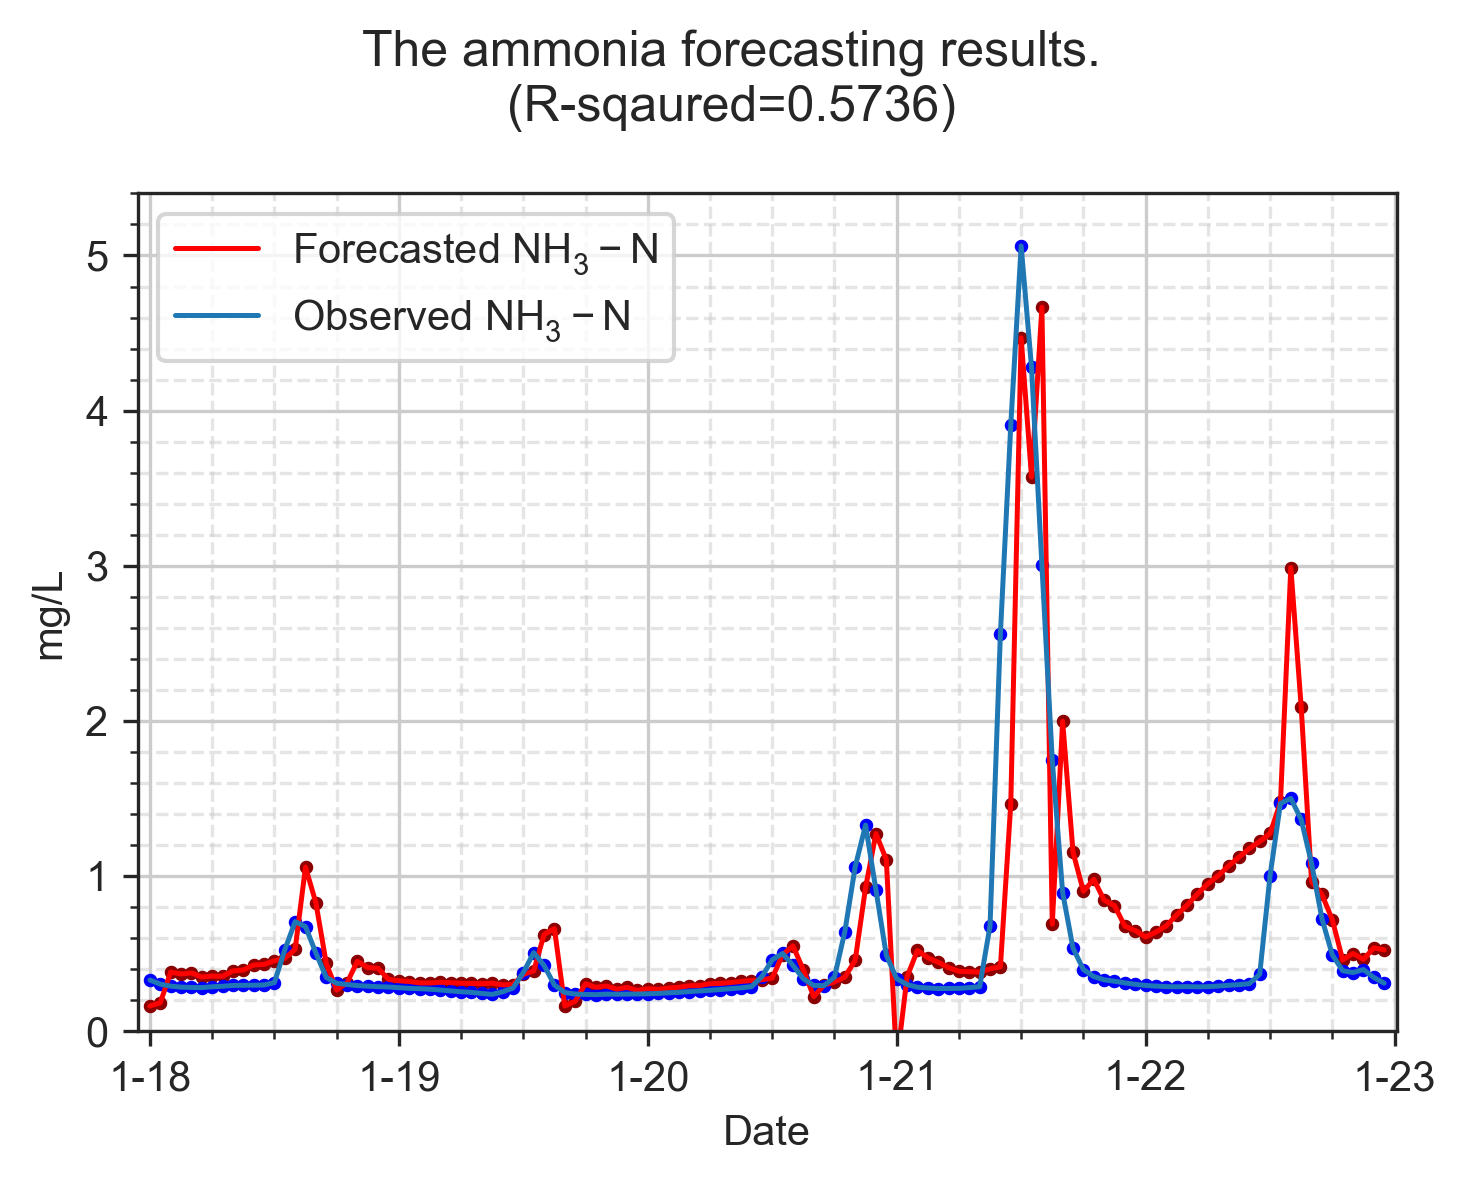 The ammonia forecasting results.
(R-sqaured=0.5736)
Forecasted NH₃ − N
Observed NH₃ − N
5
4
3
2
1
0
mg/L
1-18 1-19 1-20 1-21 1-22 1-23
Date